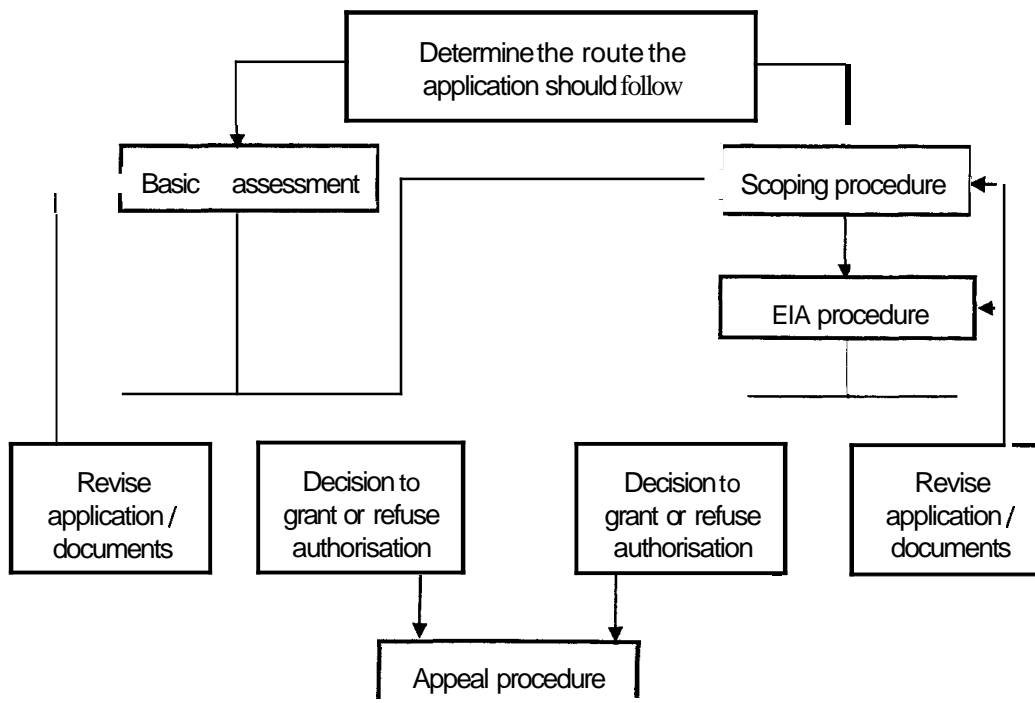 Determine the route the
application should follow
Basic assessment
Scoping procedure
EIA procedure
Revise
application /
documents
Decision to
grant or refuse
authorisation
Decision to
grant or refuse
authorisation
Revise
application /
documents
Appeal procedure